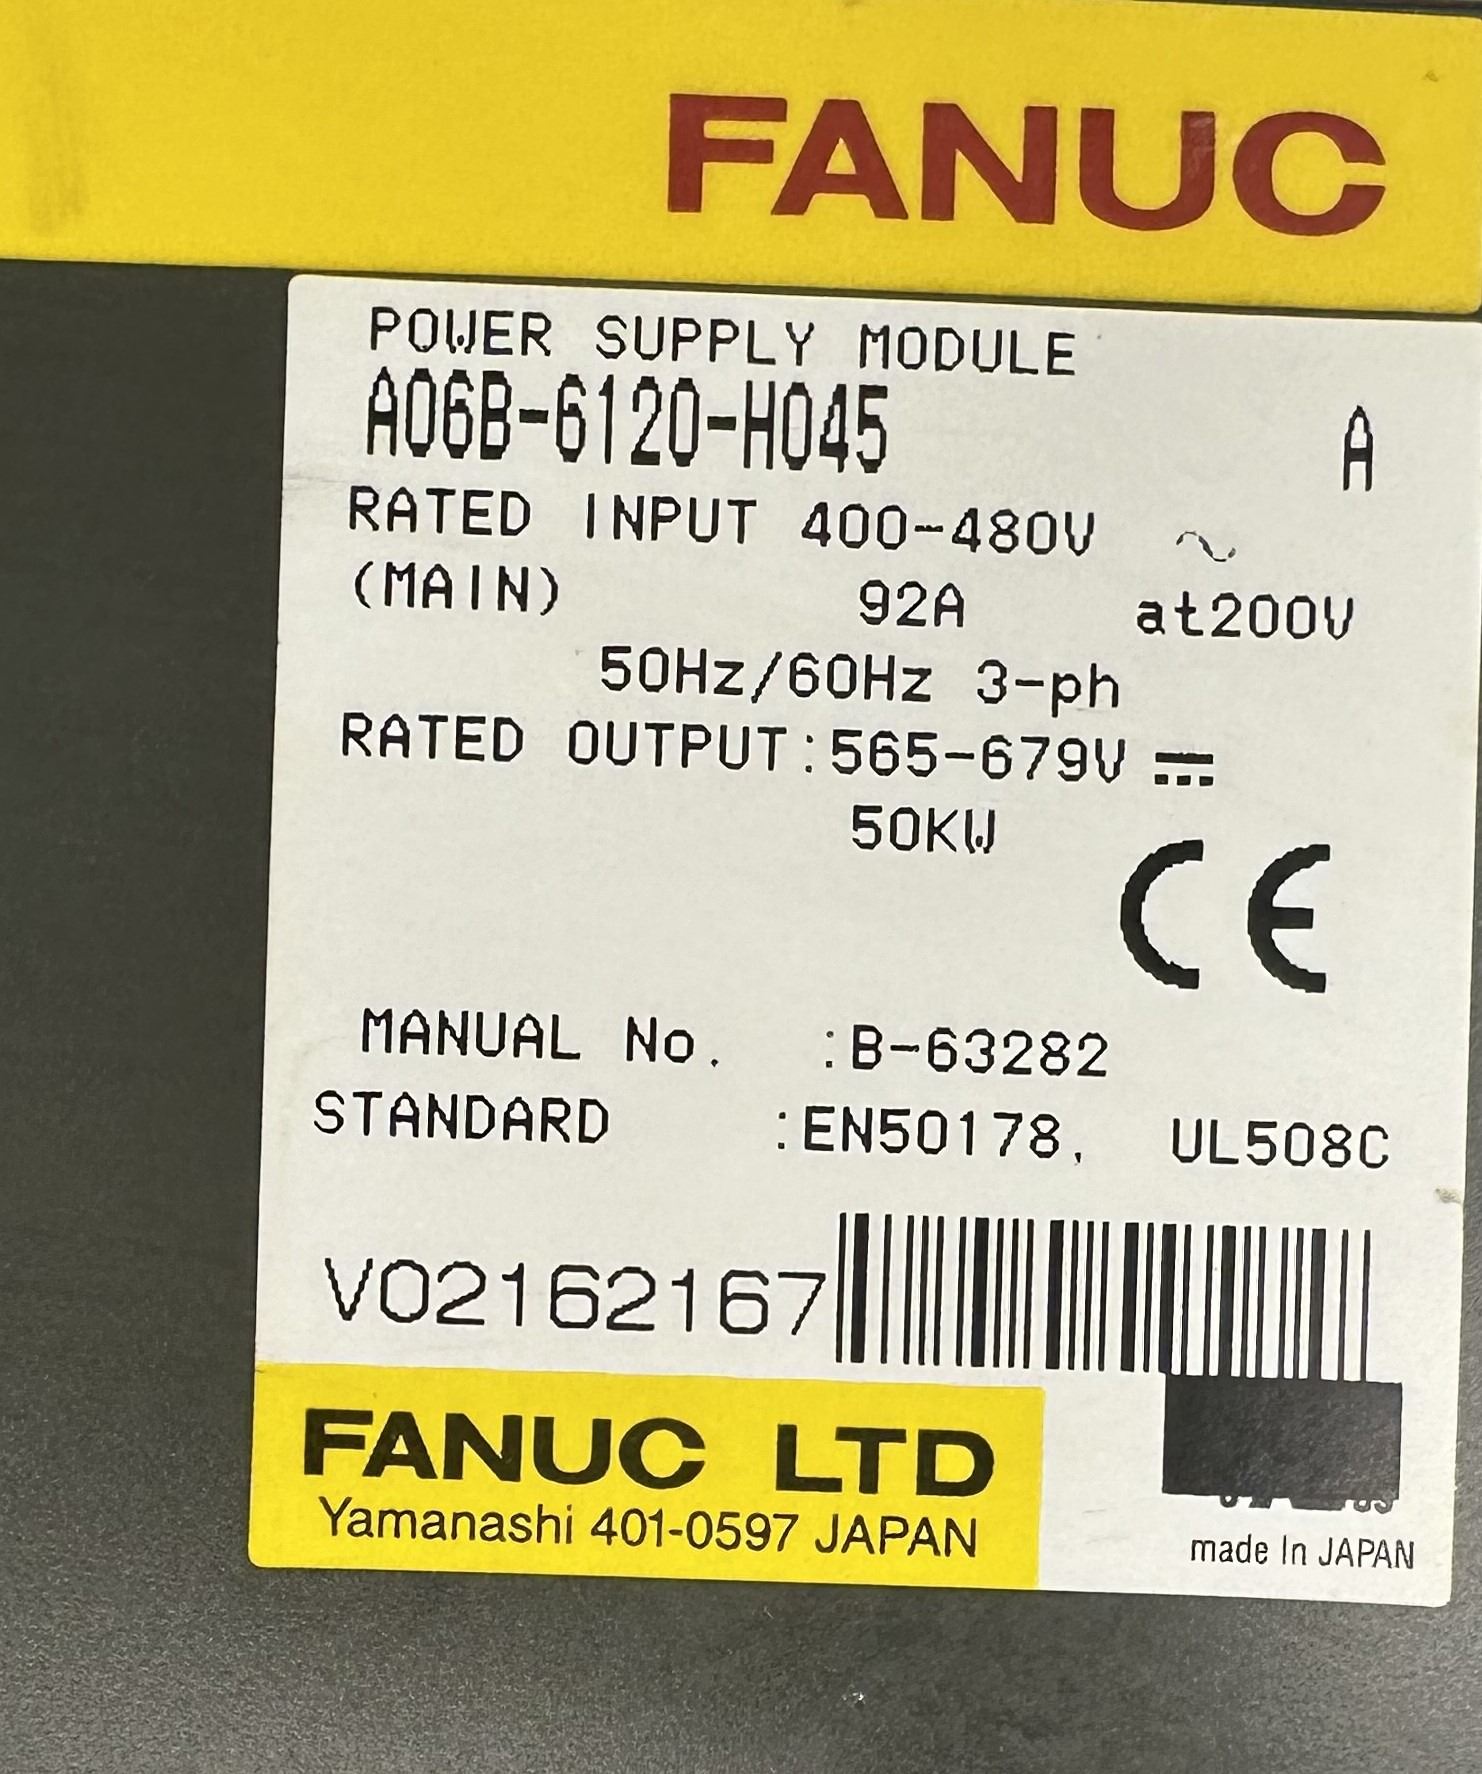 FANUC
POWER SUPPLY MODULE
A06B-6120-H045 A
RATED INPUT 400-480V ~
(MAIN) 92A at200V
50Hz/60Hz 3-ph
RATED OUTPUT:565-679V ⎓
50KW
CE
MANUAL No. :B-63282
STANDARD :EN50178, UL508C
V02162167
FANUC LTD
Yamanashi 401-0597 JAPAN
made In JAPAN